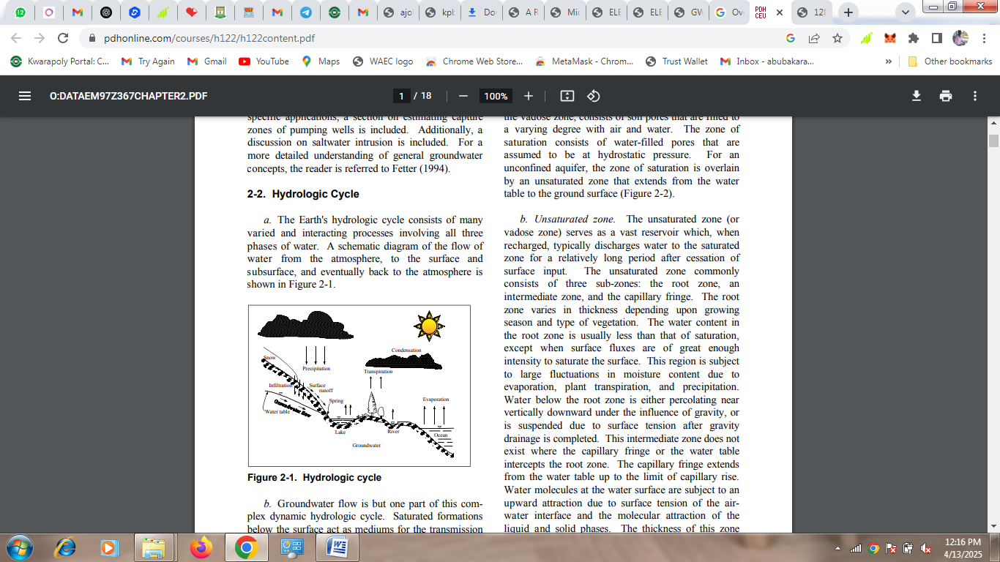 12
ajo
kpl
Do
A R
Mic
ELE
ELE
GW
Ov
PDH
CEU
12
pdhonline.com/courses/h122/h122content.pdf
Kwarapoly Portal: C...
Try Again
Gmail
YouTube
Maps
WAEC logo
Chrome Web Store...
MetaMask - Chrom...
Trust Wallet
Inbox - abubakara...
»
Other bookmarks
O:DATAEM97Z367CHAPTER2.PDF
1 / 18
100%
specific applications, a section on estimating capture
zones of pumping wells is included. Additionally, a
discussion on saltwater intrusion is included. For a
more detailed understanding of general groundwater
concepts, the reader is referred to Fetter (1994).
2-2. Hydrologic Cycle
a. The Earth's hydrologic cycle consists of many
varied and interacting processes involving all three
phases of water. A schematic diagram of the flow of
water from the atmosphere, to the surface and
subsurface, and eventually back to the atmosphere is
shown in Figure 2-1.
Snow
Precipitation
Condensation
Transpiration
Infiltration
Surface
runoff
Spring
Evaporation
Water table
Groundwater flow
Lake
River
Ocean
Groundwater
Figure 2-1. Hydrologic cycle
b. Groundwater flow is but one part of this com-
plex dynamic hydrologic cycle. Saturated formations
below the surface act as mediums for the transmission
the vadose zone, consists of soil pores that are filled to
a varying degree with air and water. The zone of
saturation consists of water-filled pores that are
assumed to be at hydrostatic pressure. For an
unconfined aquifer, the zone of saturation is overlain
by an unsaturated zone that extends from the water
table to the ground surface (Figure 2-2).
b. Unsaturated zone. The unsaturated zone (or
vadose zone) serves as a vast reservoir which, when
recharged, typically discharges water to the saturated
zone for a relatively long period after cessation of
surface input. The unsaturated zone commonly
consists of three sub-zones: the root zone, an
intermediate zone, and the capillary fringe. The root
zone varies in thickness depending upon growing
season and type of vegetation. The water content in
the root zone is usually less than that of saturation,
except when surface fluxes are of great enough
intensity to saturate the surface. This region is subject
to large fluctuations in moisture content due to
evaporation, plant transpiration, and precipitation.
Water below the root zone is either percolating near
vertically downward under the influence of gravity, or
is suspended due to surface tension after gravity
drainage is completed. This intermediate zone does not
exist where the capillary fringe or the water table
intercepts the root zone. The capillary fringe extends
from the water table up to the limit of capillary rise.
Water molecules at the water surface are subject to an
upward attraction due to surface tension of the air-
water interface and the molecular attraction of the
liquid and solid phases. The thickness of this zone
12:16 PM
4/13/2025